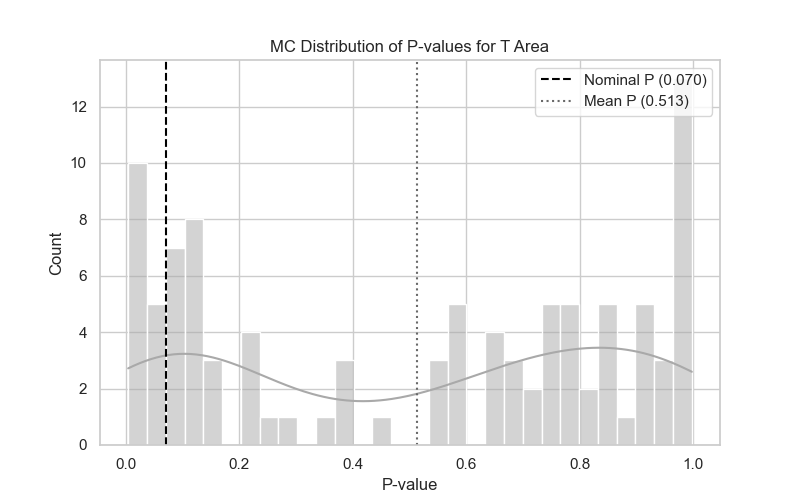 MC Distribution of P-values for T Area
Nominal P (0.070)
Mean P (0.513)
Count
12
10
8
6
4
2
0
0.0 0.2 0.4 0.6 0.8 1.0
P-value